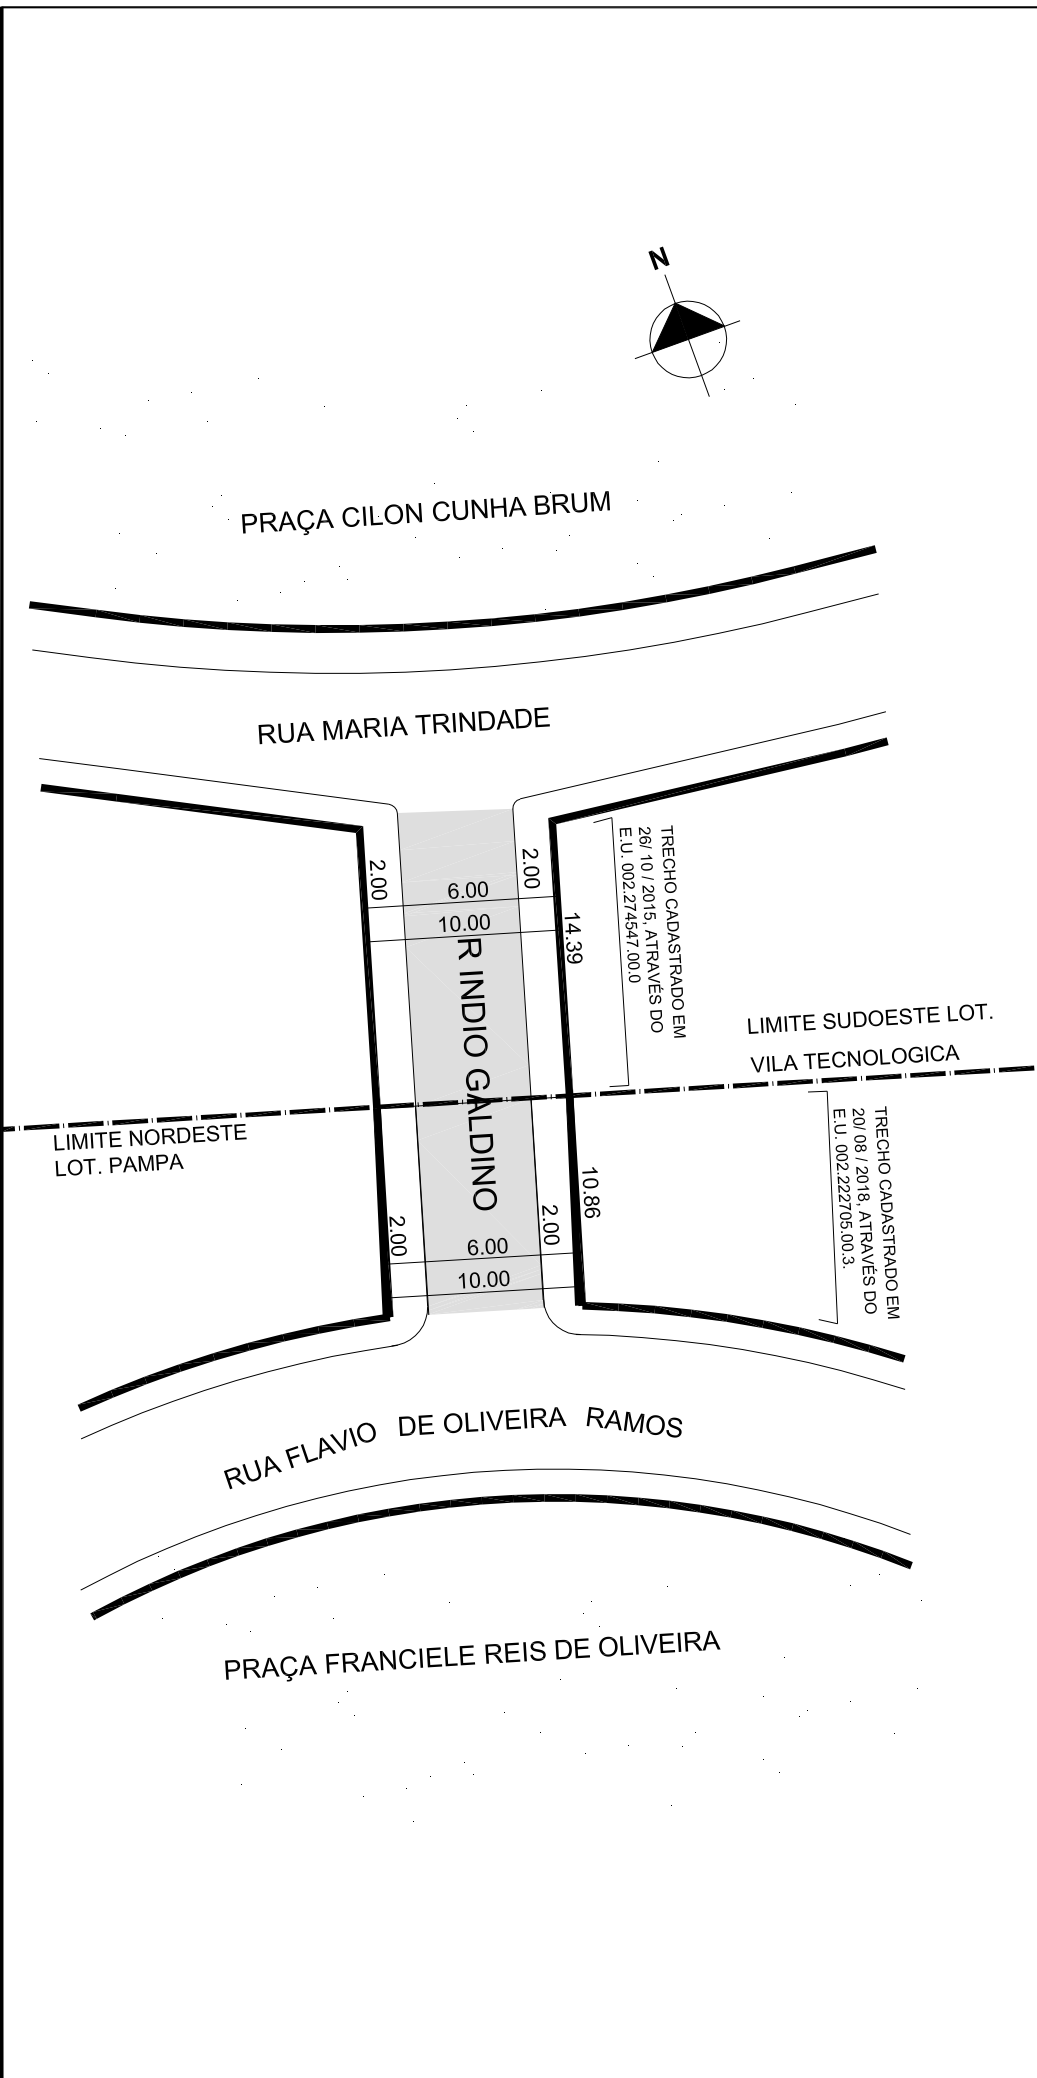 N
PRAÇA CILON CUNHA BRUM
RUA MARIA TRINDADE
2.00
6.00
2.00
10.00
14.39
TRECHO CADASTRADO EM
26/ 10 / 2015, ATRAVÉS DO
E.U. 002.274547.00.0
R INDIO GALDINO
LIMITE SUDOESTE LOT.
VILA TECNOLOGICA
LIMITE NORDESTE
LOT. PAMPA
TRECHO CADASTRADO EM
20/ 08 / 2018, ATRAVÉS DO
E.U. 002.222705.00.3.
10.86
2.00
6.00
2.00
10.00
RUA FLAVIO DE OLIVEIRA RAMOS
PRAÇA FRANCIELE REIS DE OLIVEIRA